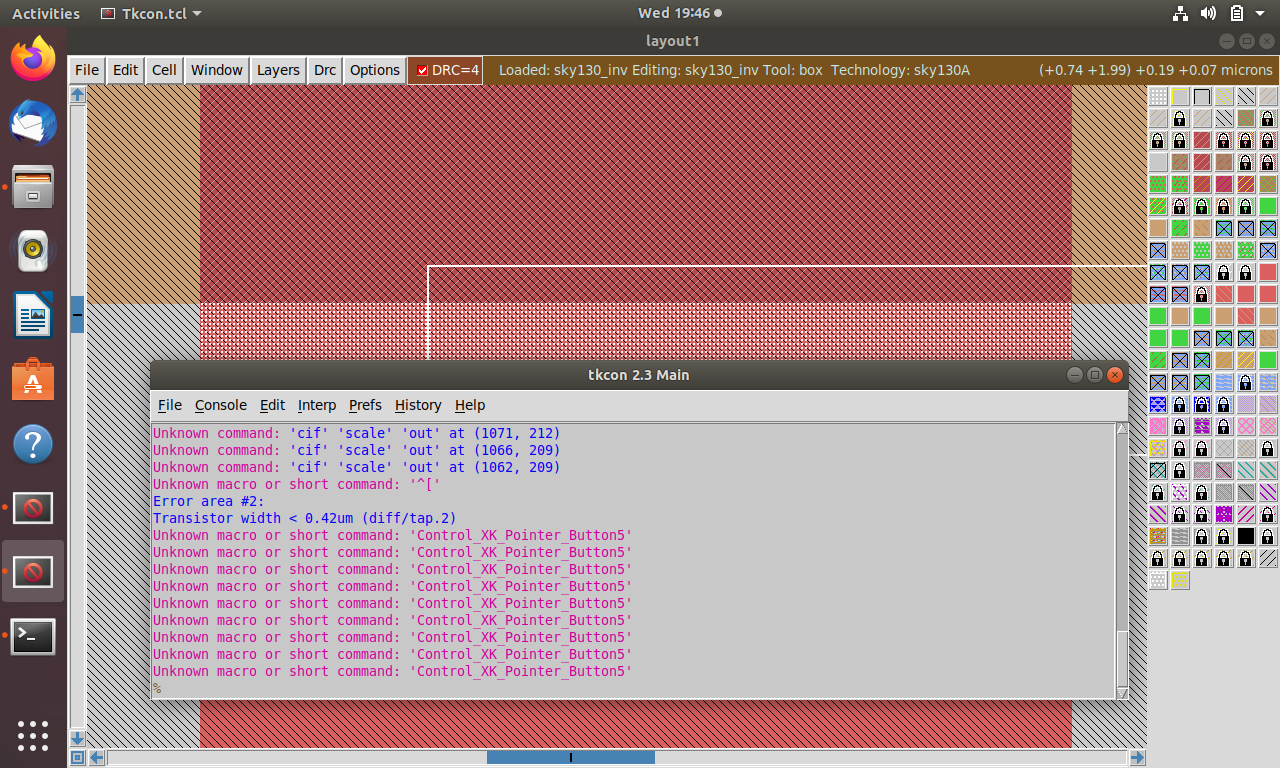 Activities Tkcon.tcl Wed 19:46
layout1
File Edit Cell Window Layers Drc Options DRC=4 Loaded: sky130_inv Editing: sky130_inv Tool: box Technology: sky130A (+0.74 +1.99) +0.19 +0.07 microns
tkcon 2.3 Main
File Console Edit Interp Prefs History Help
Unknown command: 'cif' 'scale' 'out' at (1071, 212)
Unknown command: 'cif' 'scale' 'out' at (1066, 209)
Unknown command: 'cif' 'scale' 'out' at (1062, 209)
Unknown macro or short command: '^['
Error area #2:
Transistor width < 0.42um (diff/tap.2)
Unknown macro or short command: 'Control_XK_Pointer_Button5'
Unknown macro or short command: 'Control_XK_Pointer_Button5'
Unknown macro or short command: 'Control_XK_Pointer_Button5'
Unknown macro or short command: 'Control_XK_Pointer_Button5'
Unknown macro or short command: 'Control_XK_Pointer_Button5'
Unknown macro or short command: 'Control_XK_Pointer_Button5'
Unknown macro or short command: 'Control_XK_Pointer_Button5'
Unknown macro or short command: 'Control_XK_Pointer_Button5'
Unknown macro or short command: 'Control_XK_Pointer_Button5'
%